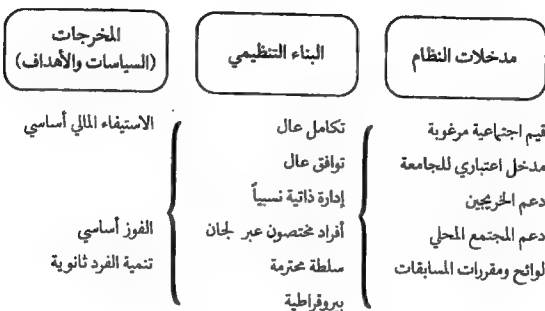 مدخلات النظام
قيم اجتماعية مرغوبة
مدخل اعتباري للجامعة
دعم الخريجين
دعم المجتمع المحلي
لوائح ومقررات المسابقات
البناء التنظيمي
تكامل عال
توافق عال
إدارة ذاتية نسبياً
أفراد مختصون عبر لجان
سلطة محترمة
بيروقراطية
المخرجات
(السياسات والأهداف)
الاستيفاء المالي أساسي
الفوز أساسي
تنمية الفرد ثانوية